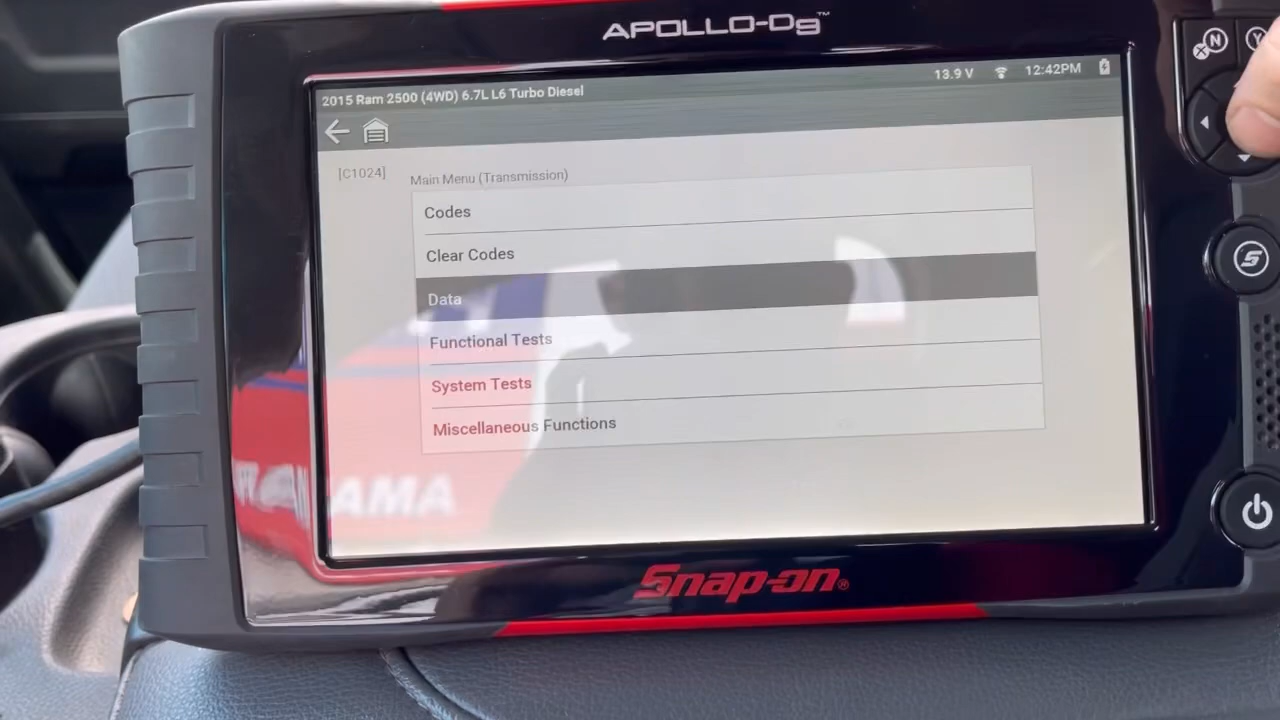 APOLLO-D9™
N
X
Y
13.9 V 12:42PM
2015 Ram 2500 (4WD) 6.7L L6 Turbo Diesel
[C1024]
Main Menu (Transmission)
Codes
Clear Codes
Data
Functional Tests
System Tests
Miscellaneous Functions
AMA
Snap-on®